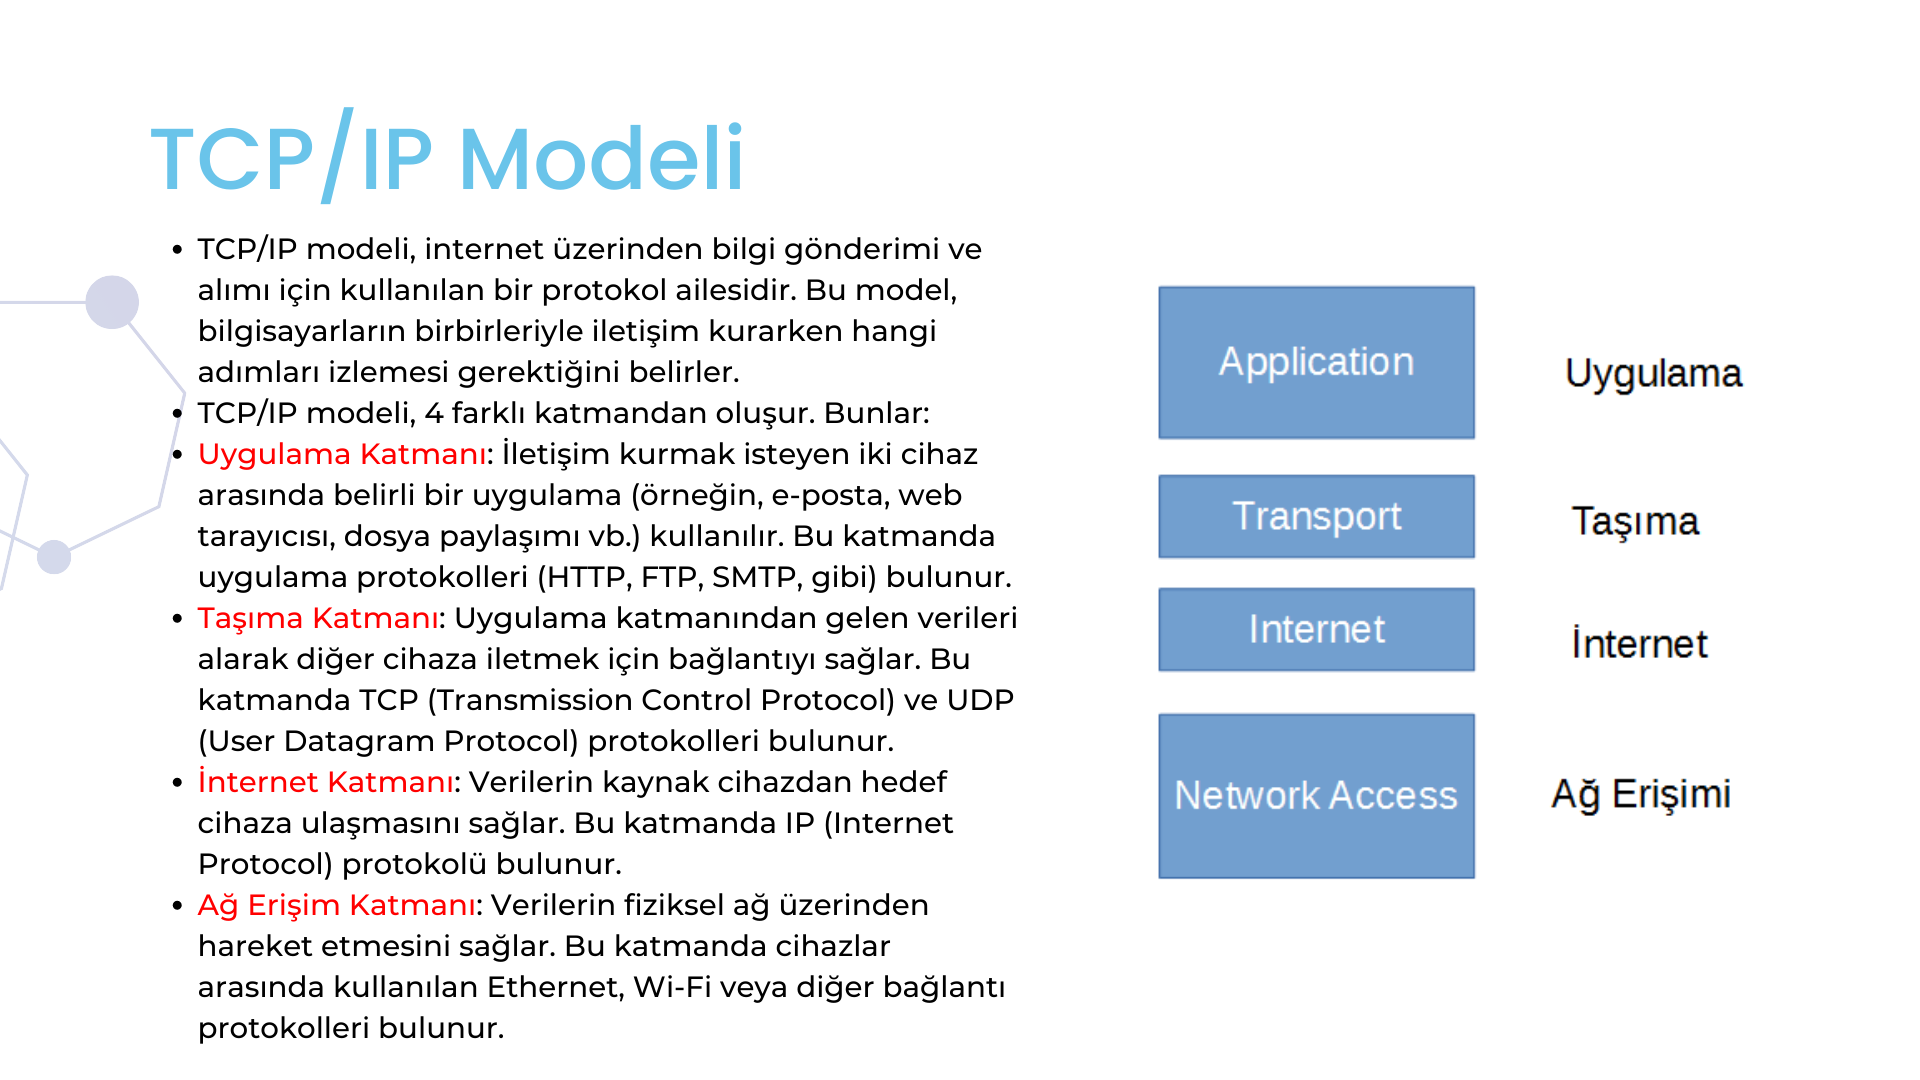 TCP/IP Modeli
• TCP/IP modeli, internet üzerinden bilgi gönderimi ve
alımı için kullanılan bir protokol ailesidir. Bu model,
bilgisayarların birbirleriyle iletişim kurarken hangi
adımları izlemesi gerektiğini belirler.
• TCP/IP modeli, 4 farklı katmandan oluşur. Bunlar:
• Uygulama Katmanı: İletişim kurmak isteyen iki cihaz
arasında belirli bir uygulama (örneğin, e-posta, web
tarayıcısı, dosya paylaşımı vb.) kullanılır. Bu katmanda
uygulama protokolleri (HTTP, FTP, SMTP, gibi) bulunur.
• Taşıma Katmanı: Uygulama katmanından gelen verileri
alarak diğer cihaza iletmek için bağlantıyı sağlar. Bu
katmanda TCP (Transmission Control Protocol) ve UDP
(User Datagram Protocol) protokolleri bulunur.
• İnternet Katmanı: Verilerin kaynak cihazdan hedef
cihaza ulaşmasını sağlar. Bu katmanda IP (Internet
Protocol) protokolü bulunur.
• Ağ Erişim Katmanı: Verilerin fiziksel ağ üzerinden
hareket etmesini sağlar. Bu katmanda cihazlar
arasında kullanılan Ethernet, Wi-Fi veya diğer bağlantı
protokolleri bulunur.
Application
Uygulama
Transport
Taşıma
Internet
İnternet
Network Access
Ağ Erişimi